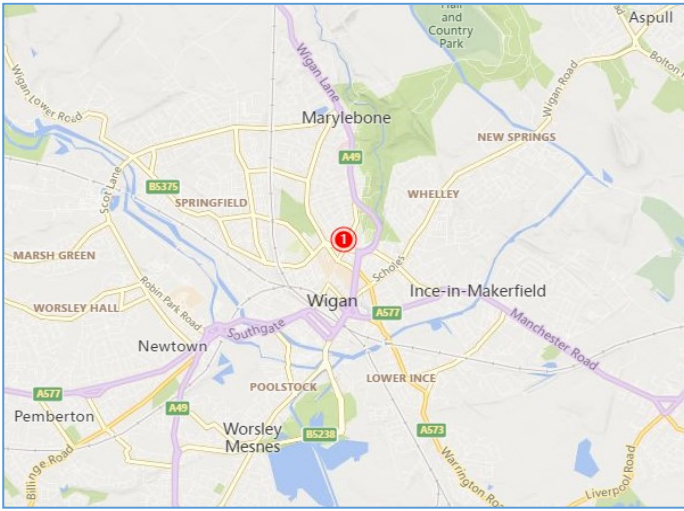 Hall
and
Country
Park
Aspull
Bolton
Wigan Lane
Wigan Road
Wigan Lower Road
Marylebone
NEW SPRINGS
A49
Scot Lane
B5375
WHELLEY
SPRINGFIELD
1
MARSH GREEN
Scholes
Robin Park Road
Ince-in-Makerfield
Wigan
WORSLEY HALL
A577
Southgate
Manchester Road
Newtown
LOWER INCE
POOLSTOCK
A577
A49
Pemberton
Worsley
Mesnes
B5238
A573
Billinge Road
Warrington Roa
Liverpool Road